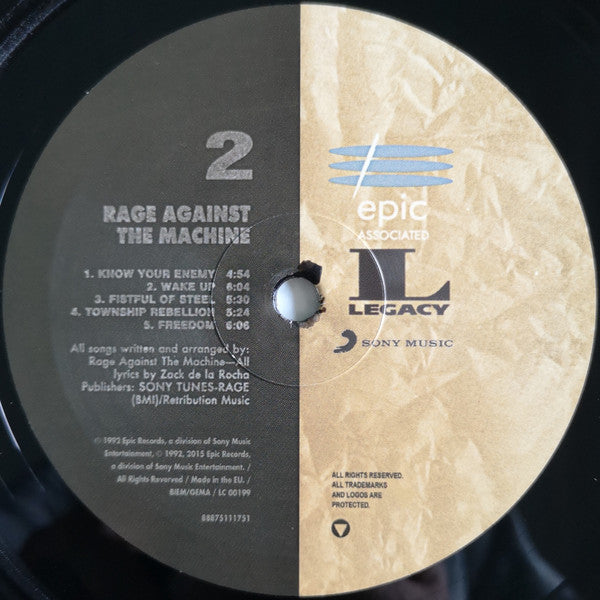 2
RAGE AGAINST
THE MACHINE
1. KNOW YOUR ENEMY 4:54
2. WAKE UP 6:04
3. FISTFUL OF STEEL 5:30
4. TOWNSHIP REBELLION 5:24
5. FREEDOM 6:06
All songs written and arranged by:
Rage Against The Machine—All
lyrics by Zack de la Rocha
Publishers: SONY TUNES-RAGE
(BMI)/Retribution Music
℗ 1992 Epic Records, a division of Sony Music
Entertainment, © 1992, 2015 Epic Records,
a division of Sony Music Entertainment. /
All Rights Reserved / Made in the EU. /
BIEM/GEMA / LC 00199
88875111751
epic
ASSOCIATED
L
LEGACY
SONY MUSIC
ALL RIGHTS RESERVED.
ALL TRADEMARKS
AND LOGOS ARE
PROTECTED.